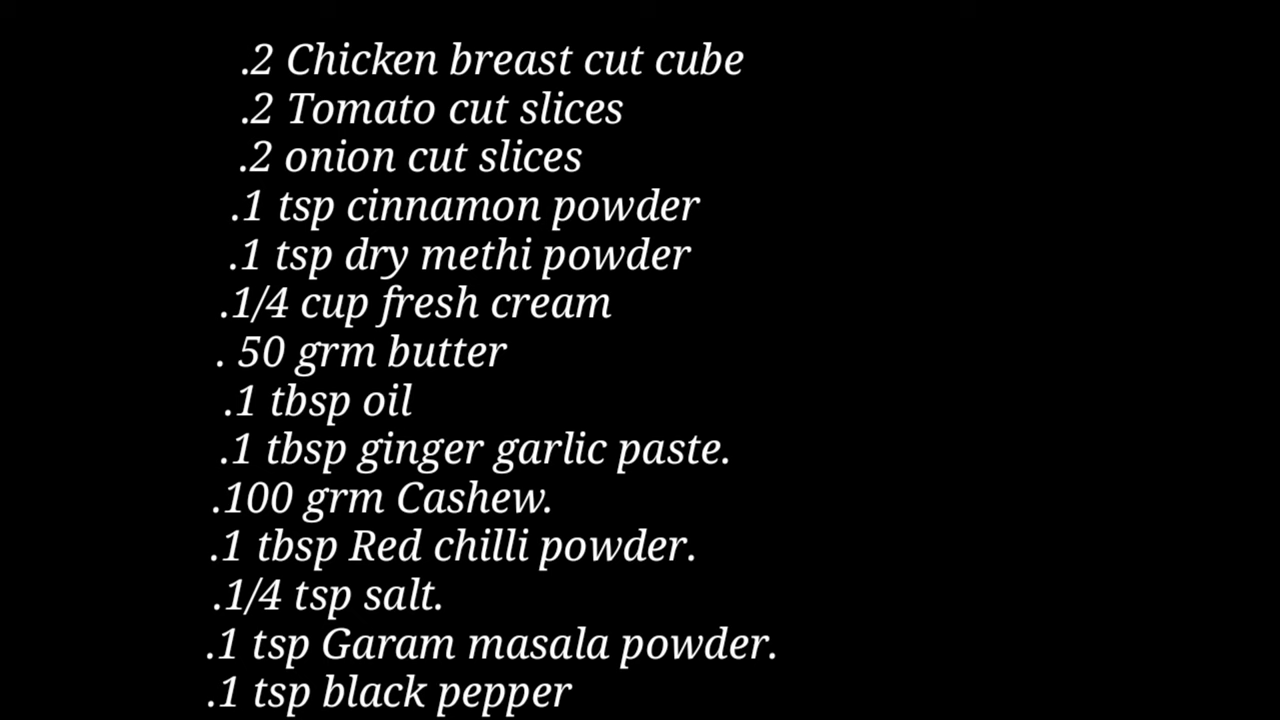 .2 Chicken breast cut cube
.2 Tomato cut slices
.2 onion cut slices
.1 tsp cinnamon powder
.1 tsp dry methi powder
.1/4 cup fresh cream
. 50 grm butter
.1 tbsp oil
.1 tbsp ginger garlic paste.
.100 grm Cashew.
.1 tbsp Red chilli powder.
.1/4 tsp salt.
.1 tsp Garam masala powder.
.1 tsp black pepper